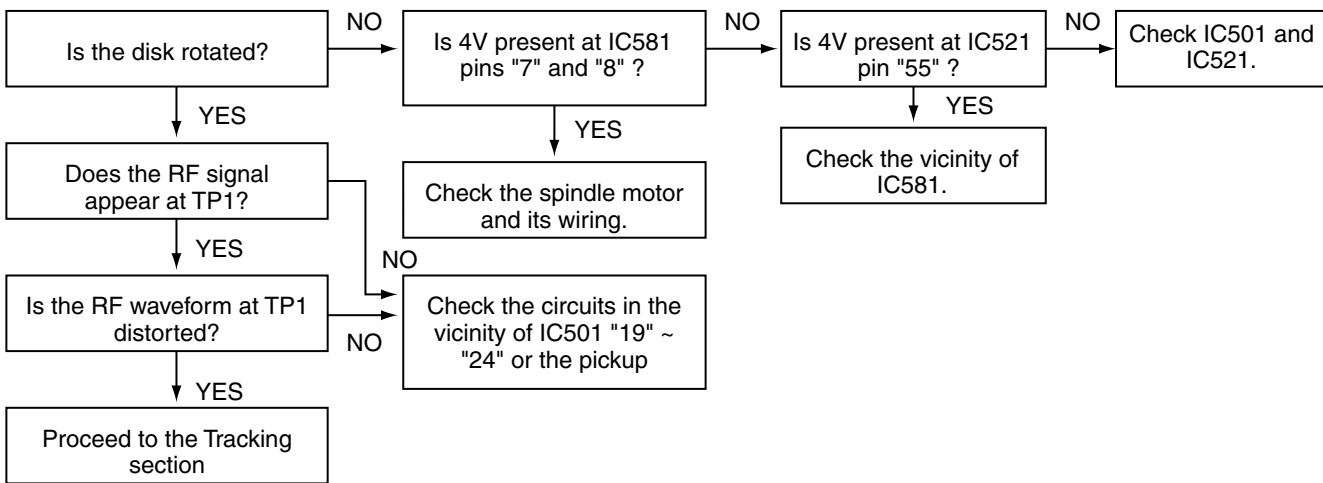 Is the disk rotated?
NO
Is 4V present at IC581
pins "7" and "8" ?
NO
Is 4V present at IC521
pin "55" ?
NO
Check IC501 and
IC521.
YES
YES
YES
Does the RF signal
appear at TP1?
Check the spindle motor
and its wiring.
Check the vicinity of
IC581.
YES
NO
Is the RF waveform at TP1
distorted?
NO
Check the circuits in the
vicinity of IC501 "19" ~
"24" or the pickup
YES
Proceed to the Tracking
section